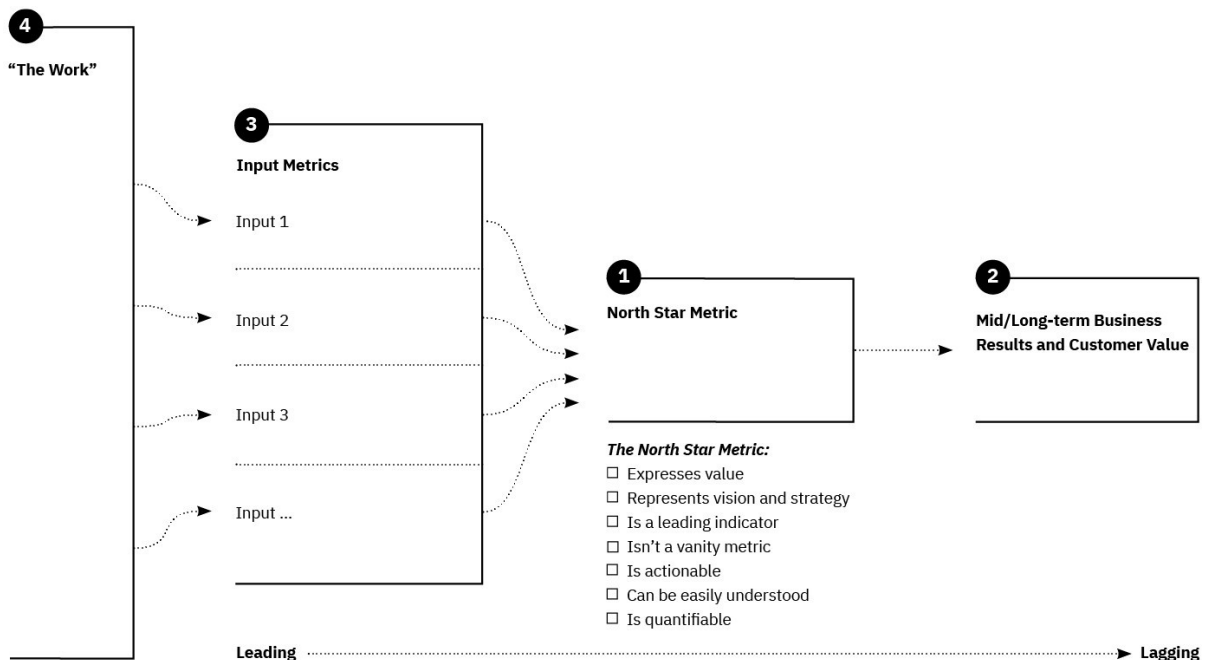 4
“The Work”
3
Input Metrics
Input 1
Input 2
Input 3
Input ...
1
North Star Metric
2
Mid/Long-term Business
Results and Customer Value
The North Star Metric:
Expresses value
Represents vision and strategy
Is a leading indicator
Isn’t a vanity metric
Is actionable
Can be easily understood
Is quantifiable
Leading
Lagging